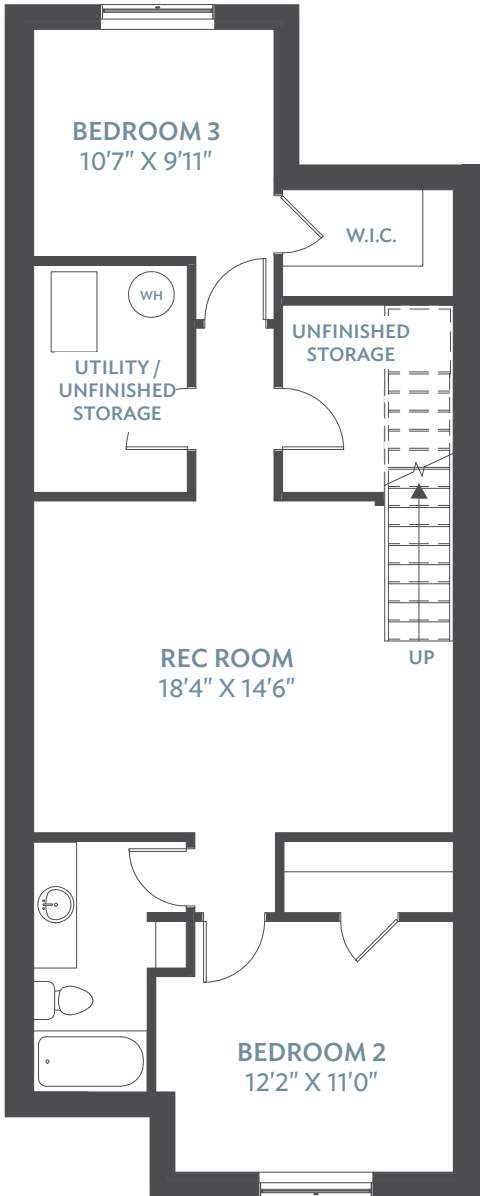 BEDROOM 3
10'7" X 9'11"
W.I.C.
WH
UNFINISHED
STORAGE
UTILITY /
UNFINISHED
STORAGE
REC ROOM
18'4" X 14'6"
UP
BEDROOM 2
12'2" X 11'0"